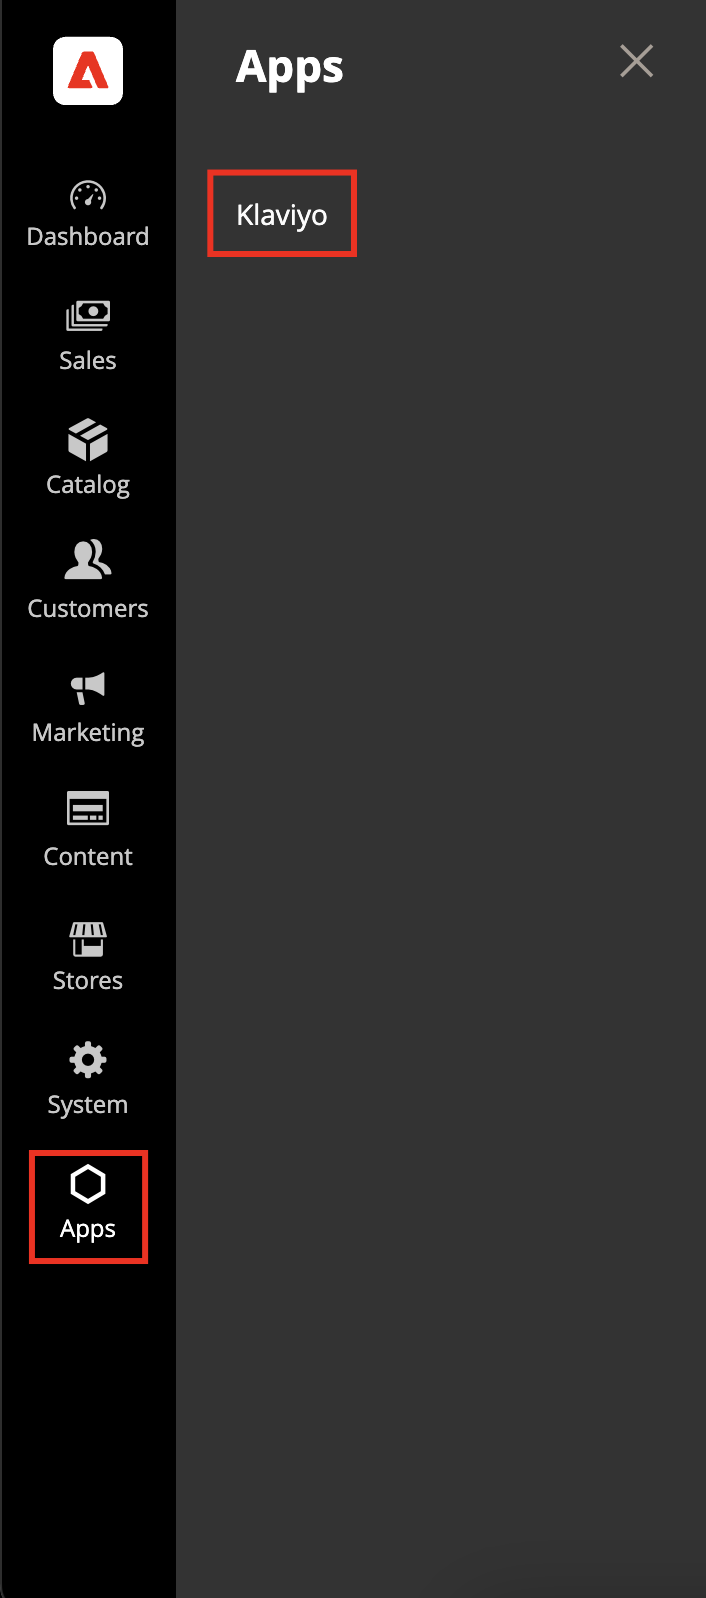 Dashboard
Sales
Catalog
Customers
Marketing
Content
Stores
System
Apps
Apps
Klaviyo